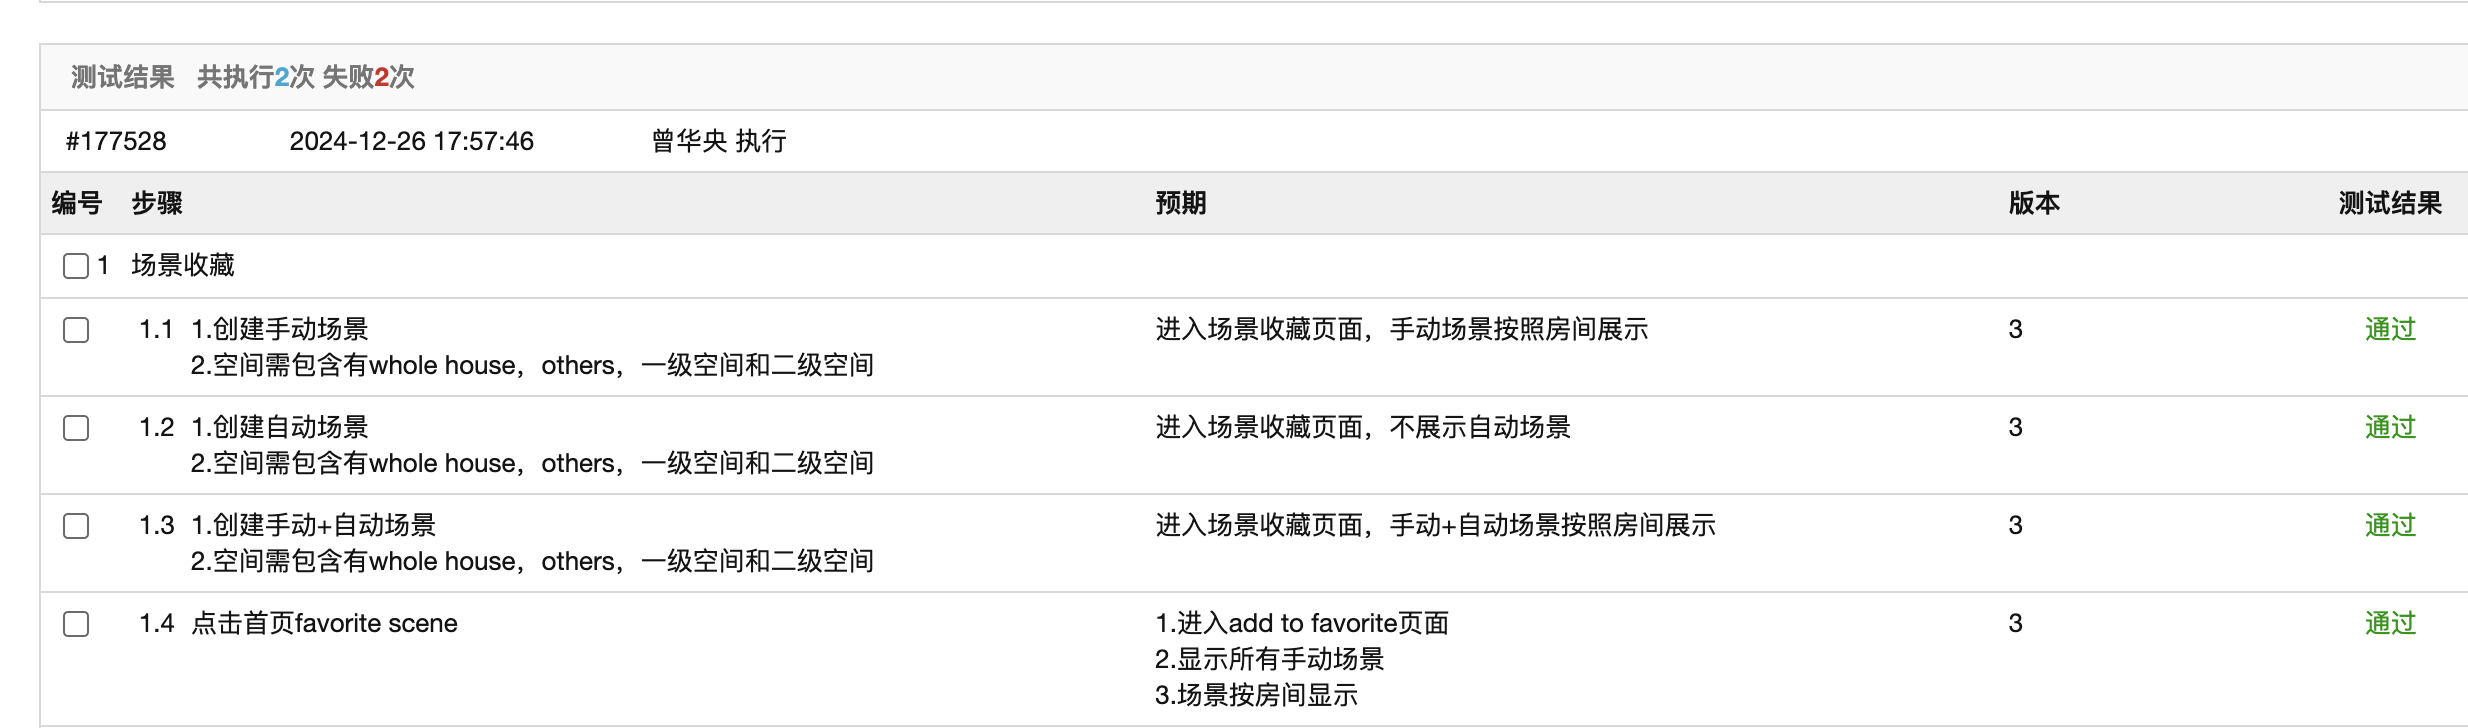 测试结果 共执行2次 失败2次
#177528 2024-12-26 17:57:46 曾华央 执行
编号 步骤 预期 版本 测试结果
1 场景收藏
1.1 1.创建手动场景 进入场景收藏页面，手动场景按照房间展示 3 通过
2.空间需包含有whole house，others，一级空间和二级空间
1.2 1.创建自动场景 进入场景收藏页面，不展示自动场景 3 通过
2.空间需包含有whole house，others，一级空间和二级空间
1.3 1.创建手动+自动场景 进入场景收藏页面，手动+自动场景按照房间展示 3 通过
2.空间需包含有whole house，others，一级空间和二级空间
1.4 点击首页favorite scene 1.进入add to favorite页面 3 通过
2.显示所有手动场景
3.场景按房间显示